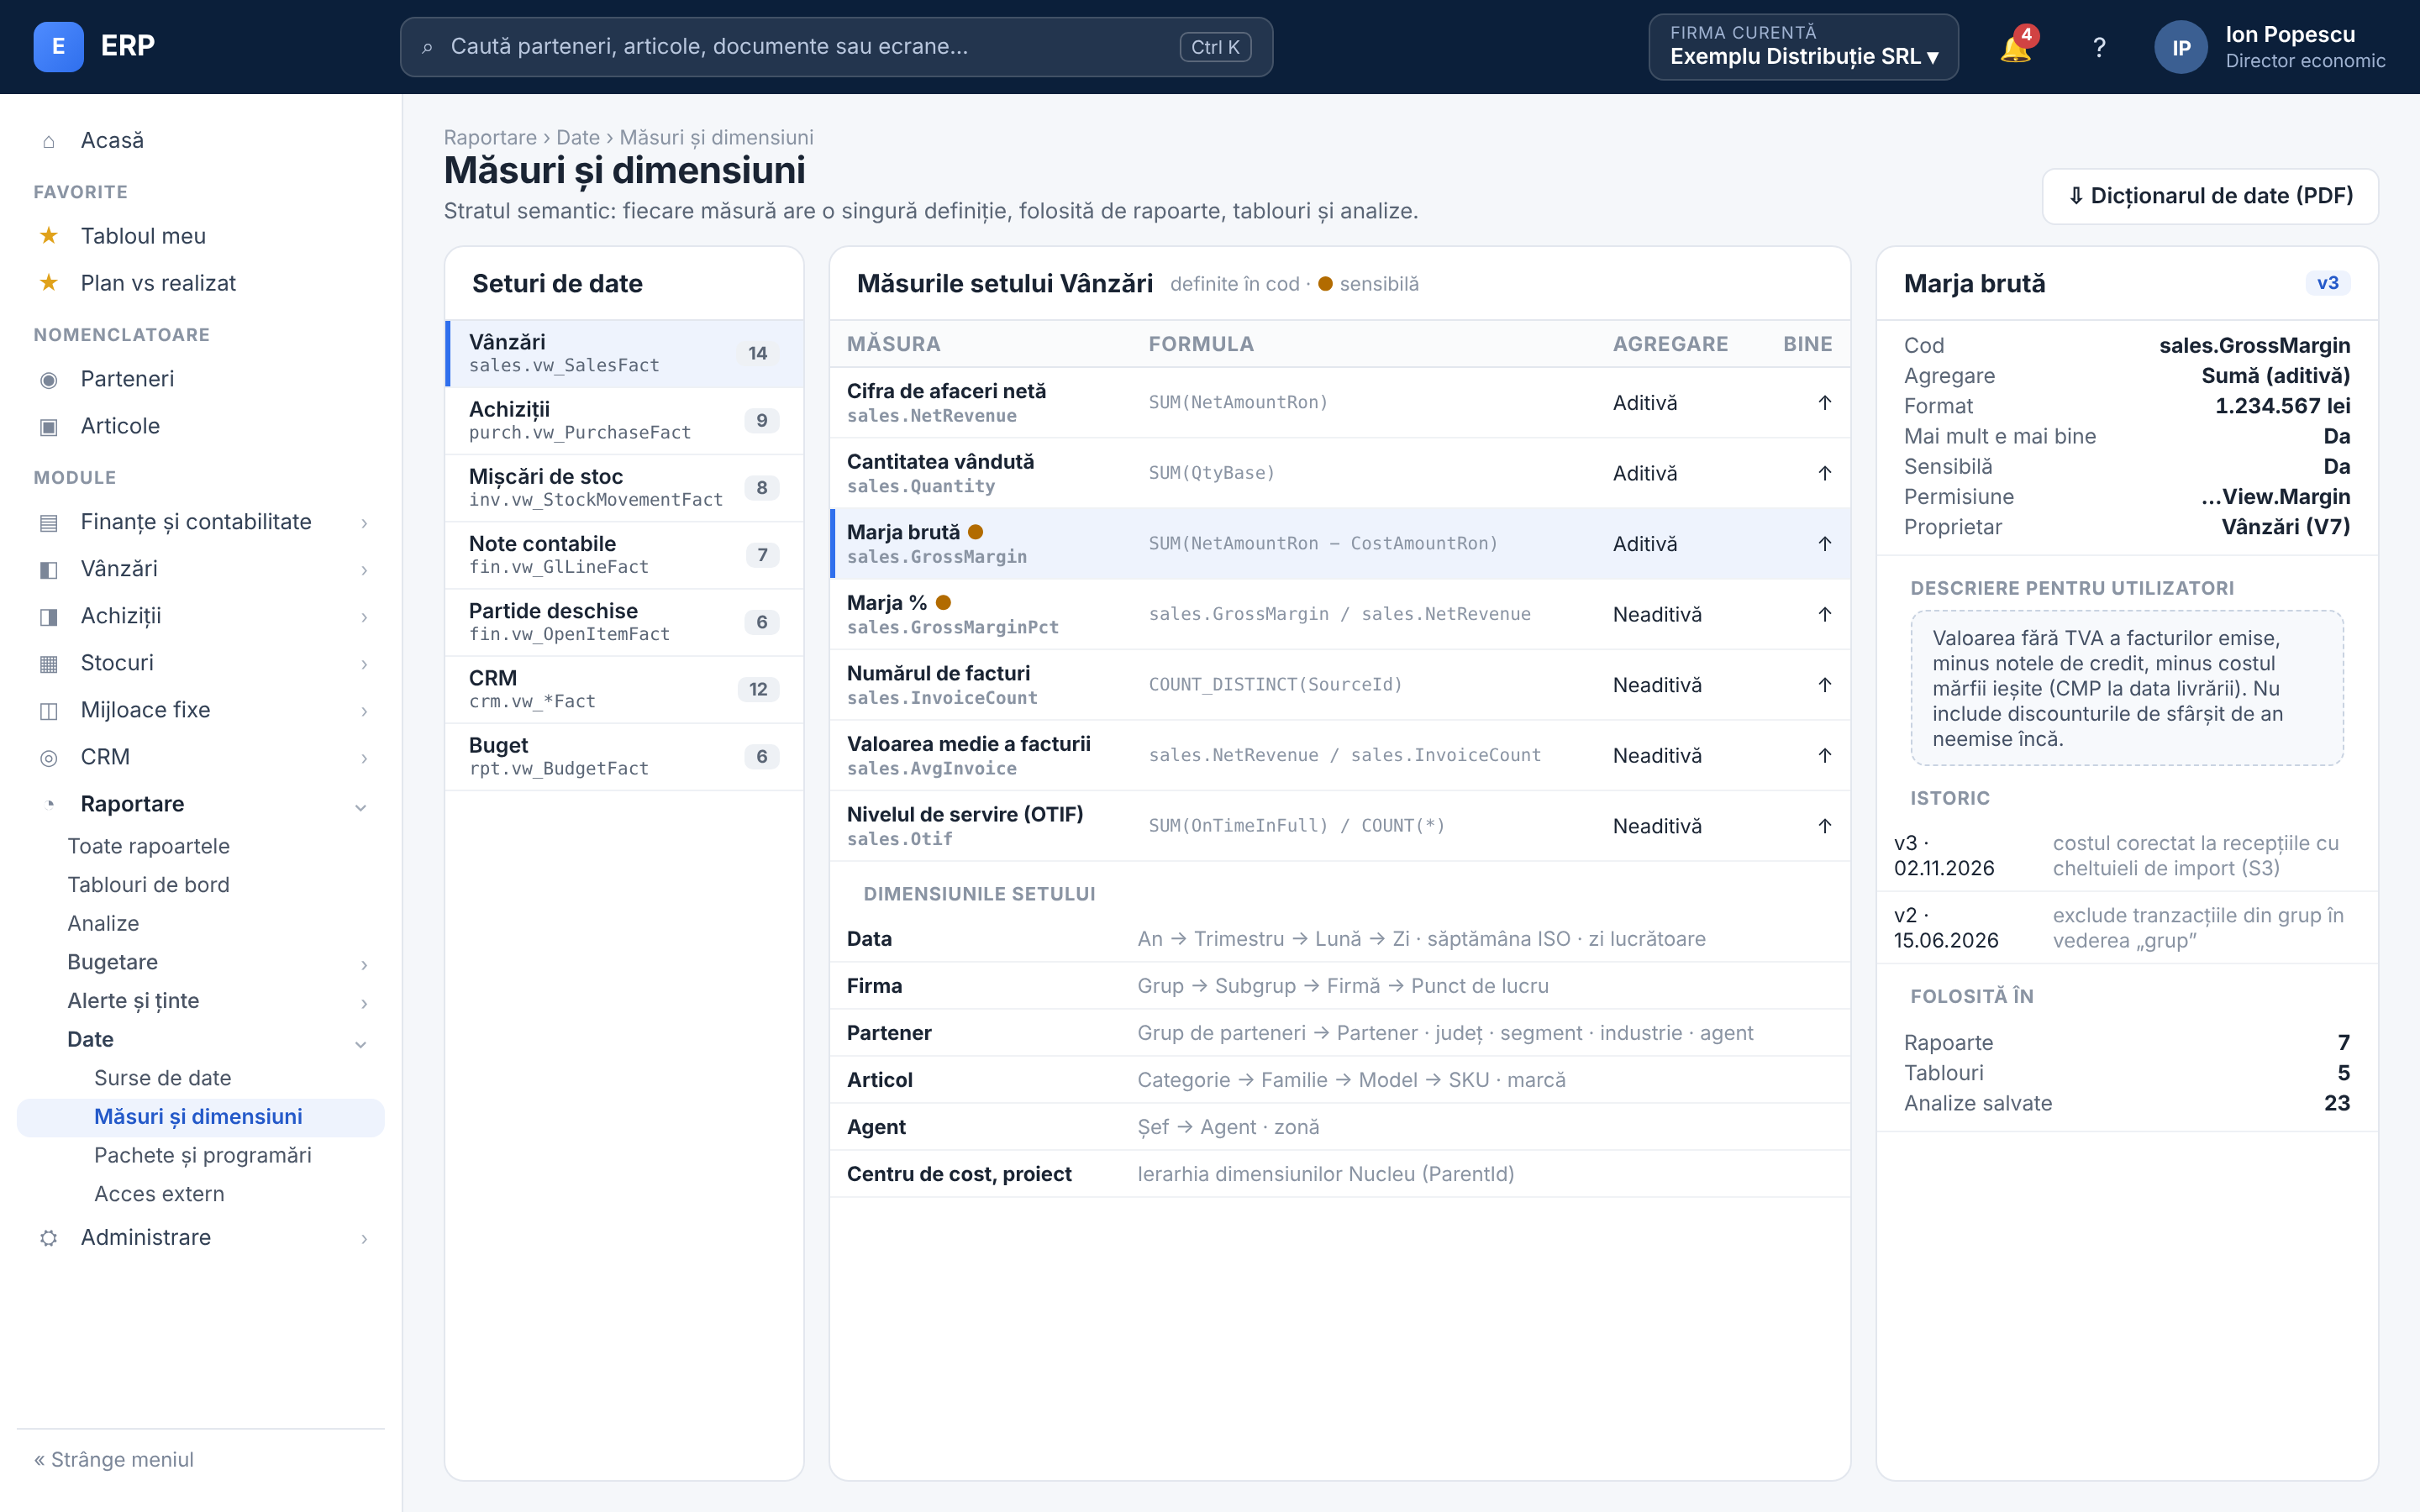 E ERP
Caută parteneri, articole, documente sau ecrane... Ctrl K
FIRMA CURENTĂ
Exemplu Distribuție SRL ▾
4
?
IP
Ion Popescu
Director economic
Acasă
FAVORITE
★ Tabloul meu
★ Plan vs realizat
NOMENCLATOARE
Parteneri
Articole
MODULE
Finanțe și contabilitate ›
Vânzări ›
Achiziții ›
Stocuri ›
Mijloace fixe ›
CRM ›
Raportare
Toate rapoartele
Tablouri de bord
Analize
Bugetare ›
Alerte și ținte ›
Date
Surse de date
Măsuri și dimensiuni
Pachete și programări
Acces extern
Administrare ›
« Strânge meniul
Raportare › Date › Măsuri și dimensiuni
Măsuri și dimensiuni
Stratul semantic: fiecare măsură are o singură definiție, folosită de rapoarte, tablouri și analize.
⇩ Dicționarul de date (PDF)
Seturi de date
Vânzări
sales.vw_SalesFact
14
Achiziții
purch.vw_PurchaseFact
9
Mișcări de stoc
inv.vw_StockMovementFact
8
Note contabile
fin.vw_GlLineFact
7
Partide deschise
fin.vw_OpenItemFact
6
CRM
crm.vw_*Fact
12
Buget
rpt.vw_BudgetFact
6
Măsurile setului Vânzări definite în cod · ● sensibilă
MĂSURA FORMULA AGREGARE BINE
Cifra de afaceri netă
sales.NetRevenue
SUM(NetAmountRon) Aditivă ↑
Cantitatea vândută
sales.Quantity
SUM(QtyBase) Aditivă ↑
Marja brută ●
sales.GrossMargin
SUM(NetAmountRon − CostAmountRon) Aditivă ↑
Marja % ●
sales.GrossMarginPct
sales.GrossMargin / sales.NetRevenue Neaditivă ↑
Numărul de facturi
sales.InvoiceCount
COUNT_DISTINCT(SourceId) Neaditivă ↑
Valoarea medie a facturii
sales.AvgInvoice
sales.NetRevenue / sales.InvoiceCount Neaditivă ↑
Nivelul de servire (OTIF)
sales.Otif
SUM(OnTimeInFull) / COUNT(*) Neaditivă ↑
DIMENSIUNILE SETULUI
Data An → Trimestru → Lună → Zi · săptămâna ISO · zi lucrătoare
Firma Grup → Subgrup → Firmă → Punct de lucru
Partener Grup de parteneri → Partener · județ · segment · industrie · agent
Articol Categorie → Familie → Model → SKU · marcă
Agent Șef → Agent · zonă
Centru de cost, proiect Ierarhia dimensiunilor Nucleu (ParentId)
Marja brută v3
Cod sales.GrossMargin
Agregare Sumă (aditivă)
Format 1.234.567 lei
Mai mult e mai bine Da
Sensibilă Da
Permisiune ...View.Margin
Proprietar Vânzări (V7)
DESCRIERE PENTRU UTILIZATORI
Valoarea fără TVA a facturilor emise,
minus notele de credit, minus costul
mărfii ieșite (CMP la data livrării). Nu
include discounturile de sfârșit de an
neemise încă.
ISTORIC
v3 ·
02.11.2026
costul corectat la recepțiile cu
cheltuieli de import (S3)
v2 ·
15.06.2026
exclude tranzacțiile din grup în
vederea „grup”
FOLOSITĂ ÎN
Rapoarte 7
Tablouri 5
Analize salvate 23